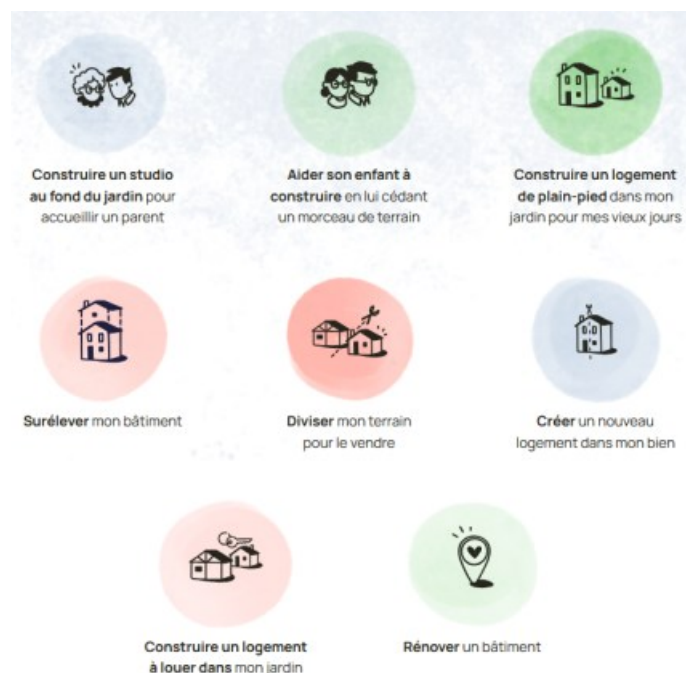 Construire un studio
au fond du jardin pour
accueillir un parent
Aider son enfant à
construire en lui cédant
un morceau de terrain
Construire un logement
de plain-pied dans mon
jardin pour mes vieux jours
Surélever mon bâtiment
Diviser mon terrain
pour le vendre
Créer un nouveau
logement dans mon bien
Construire un logement
à louer dans mon jardin
Rénover un bâtiment